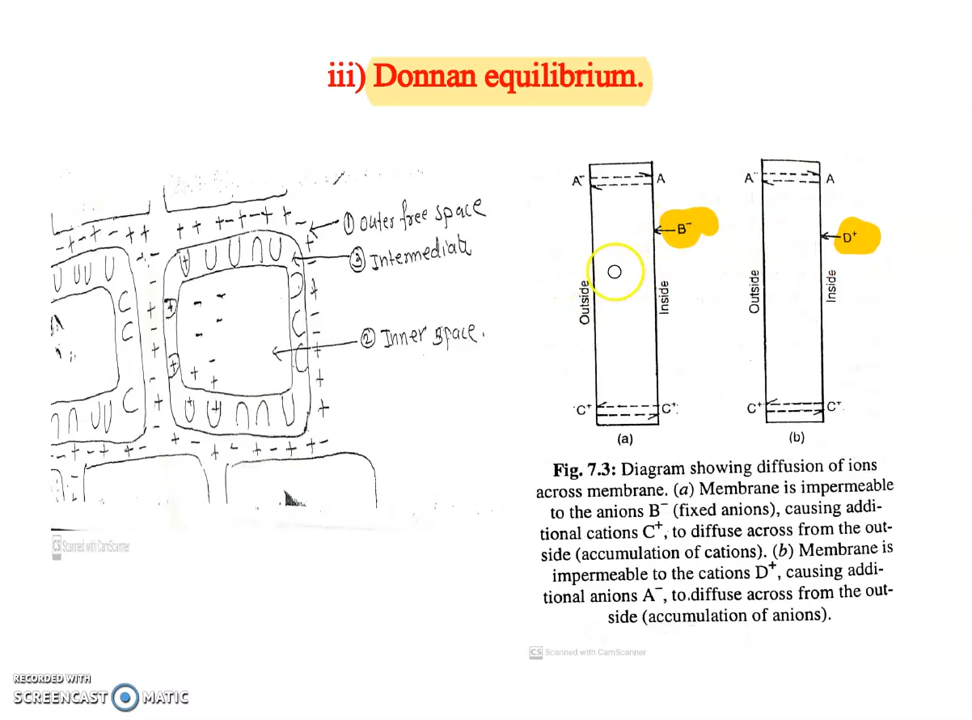 iii) Donnan equilibrium.
① outer free space
③ Intermediate
② Inner space.
CS Scanned with CamScanner
A⁻ A
B⁻
Outside
Inside
C⁺ C⁺
(a)
A⁻ A
D⁺
Outside
Inside
C⁺ C⁺
(b)
Fig. 7.3: Diagram showing diffusion of ions
across membrane. (a) Membrane is impermeable
to the anions B⁻ (fixed anions), causing addi-
tional cations C⁺, to diffuse across from the out-
side (accumulation of cations). (b) Membrane is
impermeable to the cations D⁺, causing addi-
tional anions A⁻, to diffuse across from the out-
side (accumulation of anions).
CS Scanned with CamScanner
RECORDED WITH
SCREENCAST MATIC